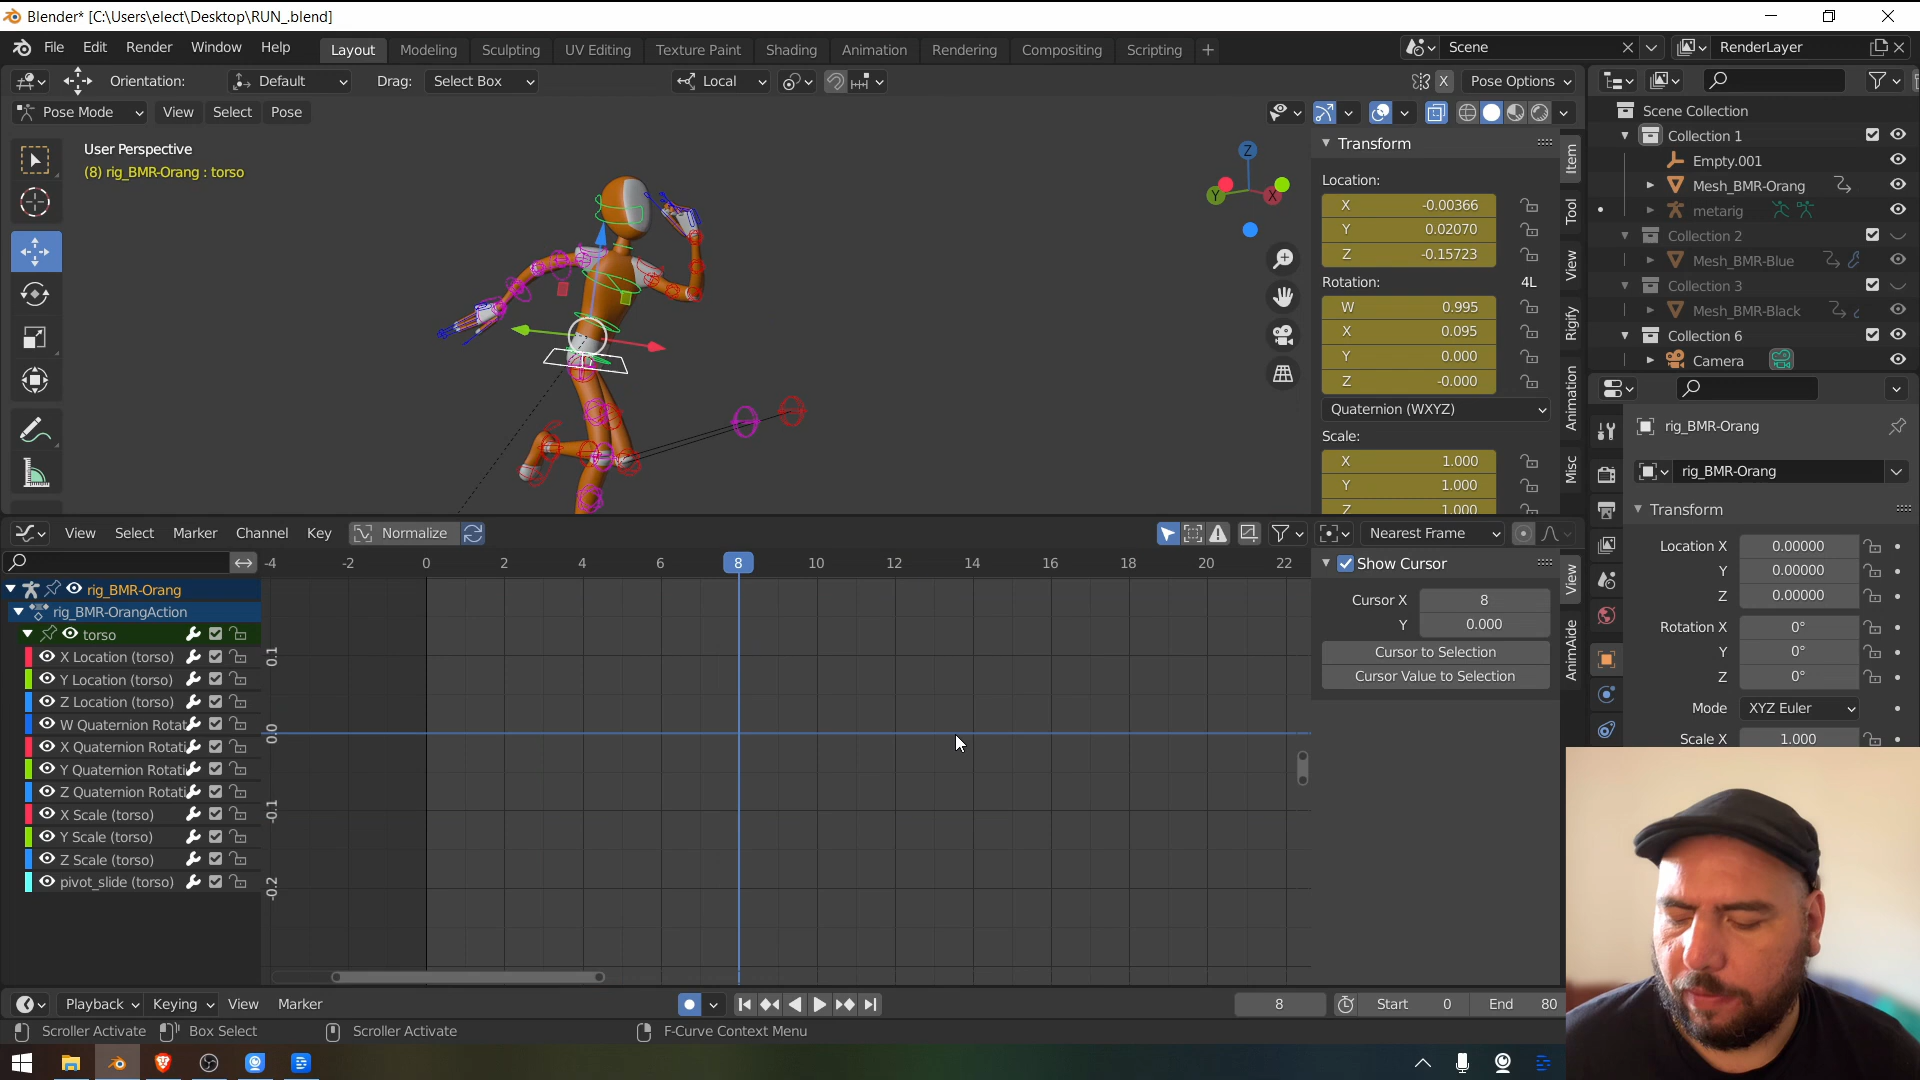 Blender* [C:\Users\elect\Desktop\RUN_.blend]
File Edit Render Window Help Layout Modeling Sculpting UV Editing Texture Paint Shading Animation Rendering Compositing Scripting + Scene RenderLayer
Orientation: Default Drag: Select Box Local X Pose Options
Pose Mode View Select Pose
User Perspective
(8) rig_BMR-Orang : torso
Z
Y
X
Transform
Location:
X -0.00366
Y 0.02070
Z -0.15723
Rotation: 4L
W 0.995
X 0.095
Y 0.000
Z -0.000
Quaternion (WXYZ)
Scale:
X 1.000
Y 1.000
Z 1.000
Item
Tool
View
Rigify
Animation
Misc
Scene Collection
Collection 1
Empty.001
Mesh_BMR-Orang
metarig
Collection 2
Mesh_BMR-Blue
Collection 3
Mesh_BMR-Black
Collection 6
Camera
rig_BMR-Orang
rig_BMR-Orang
Transform
Location X 0.00000
Y 0.00000
Z 0.00000
Rotation X 0°
Y 0°
Z 0°
Mode XYZ Euler
Scale X 1.000
View Select Marker Channel Key Normalize Nearest Frame
-4 -2 0 2 4 6 8 10 12 14 16 18 20 22
rig_BMR-Orang
rig_BMR-OrangAction
torso
X Location (torso)
Y Location (torso)
Z Location (torso)
W Quaternion Rotat
X Quaternion Rotati
Y Quaternion Rotati
Z Quaternion Rotati
X Scale (torso)
Y Scale (torso)
Z Scale (torso)
pivot_slide (torso)
0.1
0.0
-0.1
-0.2
Show Cursor
Cursor X 8
Y 0.000
Cursor to Selection
Cursor Value to Selection
View
AnimAide
Playback Keying View Marker 8 Start 0 End 80
Scroller Activate Box Select Scroller Activate F-Curve Context Menu